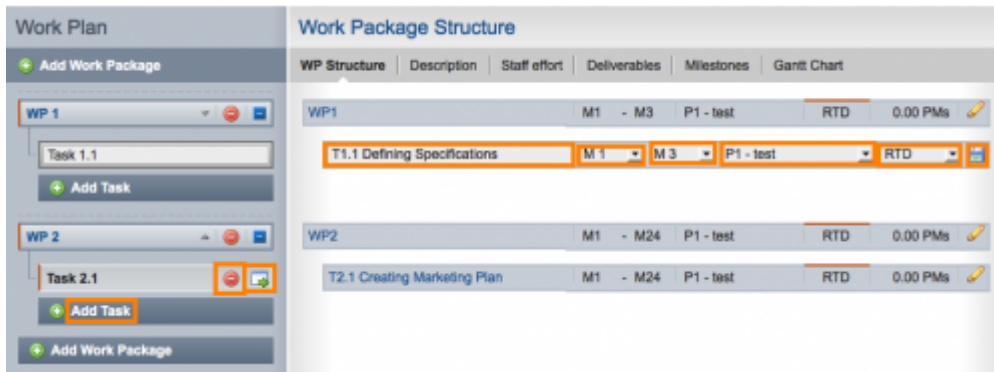 Work Plan
Add Work Package
WP 1
Task 1.1
Add Task
WP 2
Task 2.1
Add Task
Add Work Package
Work Package Structure
WP Structure Description Staff effort Deliverables Milestones Gantt Chart
WP1 M1 - M3 P1 - test RTD 0.00 PMs
T1.1 Defining Specifications M 1 M 3 P1 - test RTD
WP2 M1 - M24 P1 - test RTD 0.00 PMs
T2.1 Creating Marketing Plan M1 - M24 P1 - test RTD 0.00 PMs